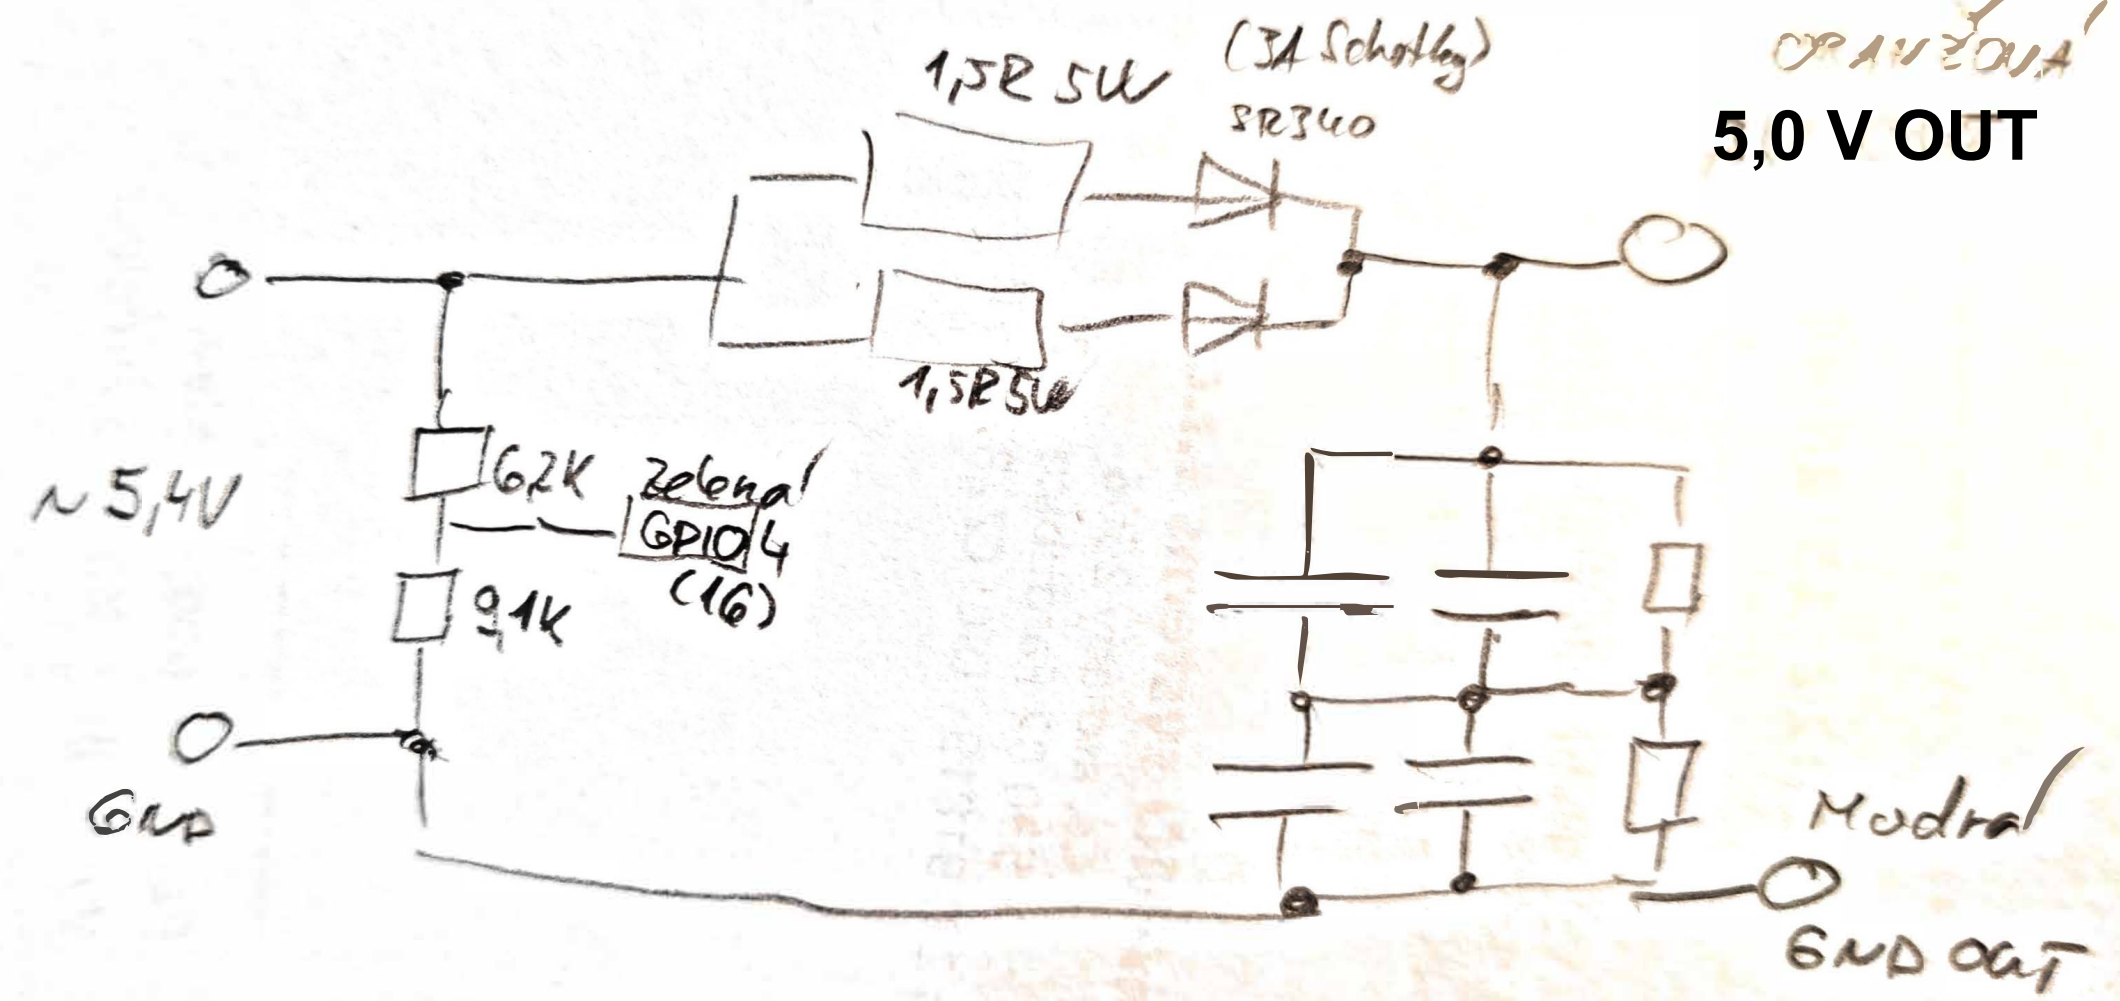 1,5R 5W
(3A Schottky)
SR340
ORANŽOVÁ
5,0 V OUT
1,5R 5W
~5,4V
6,2K
Zelená
GPIO 4
(16)
9,1K
GND
Modrá
GND OUT